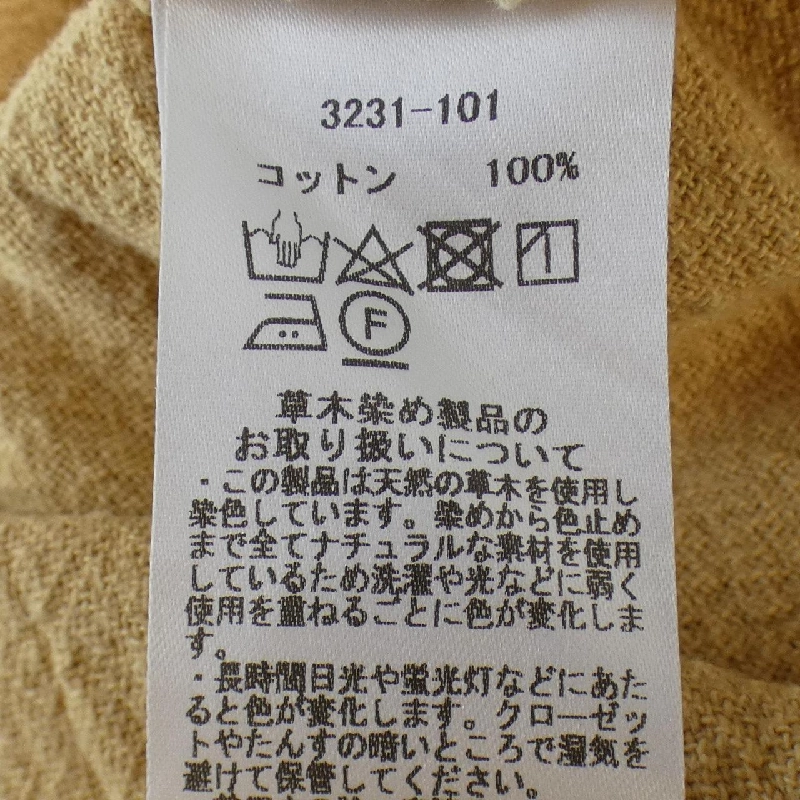 3231-101
コットン 100%
F
草木染め製品の
お取り扱いについて
・この製品は天然の草木を使用し
染色しています。染めから色止め
まで全てナチュラルな素材を使用
しているため洗濯や光などに弱く
使用を重ねるごとに色が変化しま
す。
・長時間日光や蛍光灯などにあた
ると色が変化します。クローゼッ
トやたんすの暗いところで湿気を
避けて保管してください。